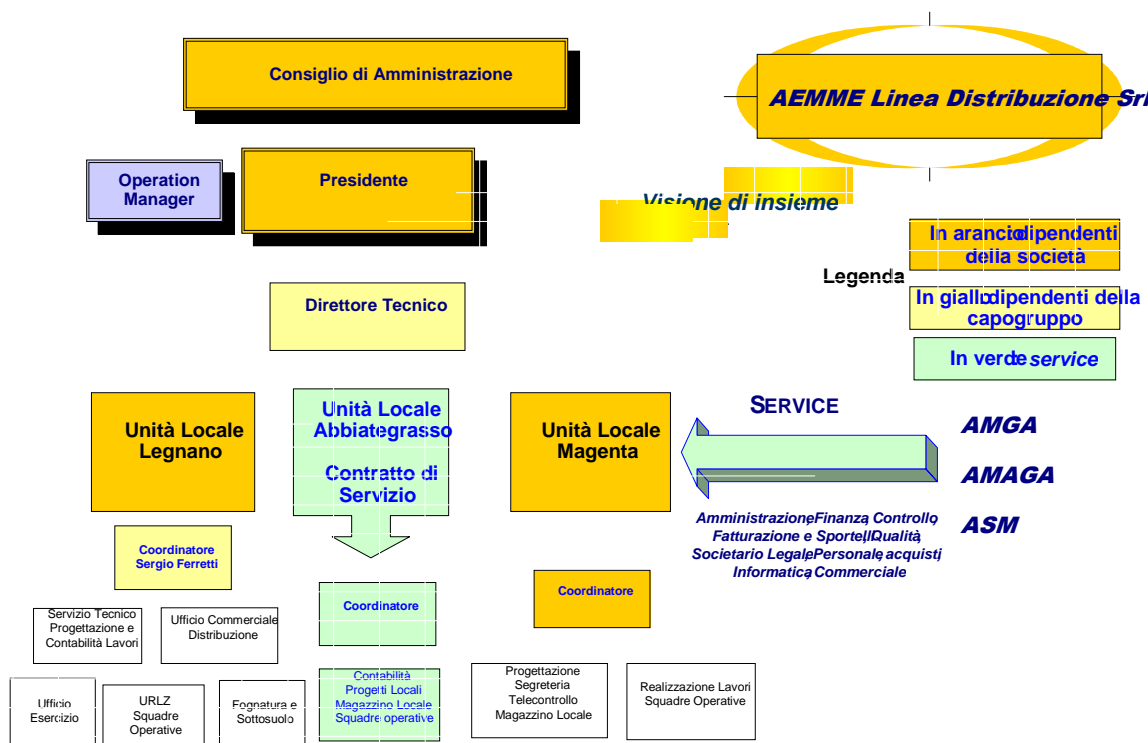 Consiglio di Amministrazione
AEMME Linea Distribuzione Srl
Operation
Manager
Presidente
Visione di insieme
In arancio: dipendenti
della società
Legenda
In giallo: dipendenti della
capogruppo
In verde: service
Direttore Tecnico
Unità Locale
Legnano
Unità Locale
Abbiategrasso
Contratto di
Servizio
Unità Locale
Magenta
SERVICE
AMGA
AMAGA
ASM
Amministrazione, Finanza, Controllo,
Fatturazione e Sportelli, Qualità,
Societario Legale, Personale, acquisti,
Informatica, Commerciale
Coordinatore
Sergio Ferretti
Coordinatore
Coordinatore
Servizio Tecnico
Progettazione e
Contabilità Lavori
Ufficio Commerciale
Distribuzione
Ufficio
Esercizio
URLZ
Squadre
Operative
Fognatura e
Sottosuolo
Contabilità
Progetti Locali
Magazzino Locale
Squadre operative
Progettazione
Segreteria
Telecontrollo
Magazzino Locale
Realizzazione Lavori
Squadre Operative